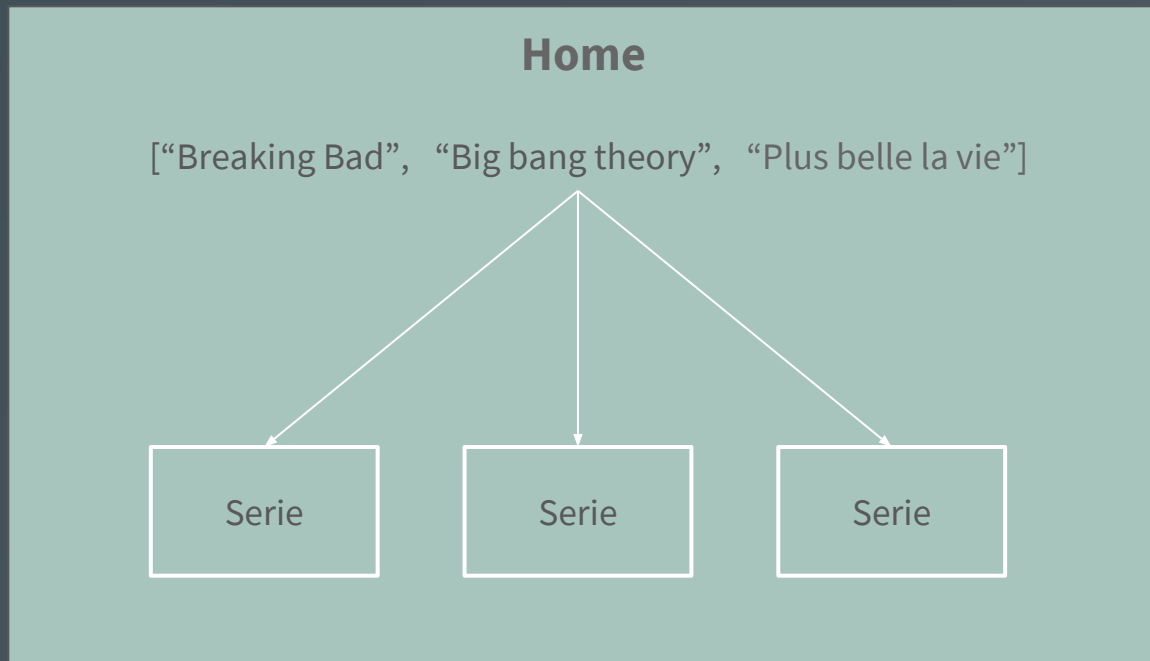 Home
[“Breaking Bad”, “Big bang theory”, “Plus belle la vie”]
Serie Serie Serie